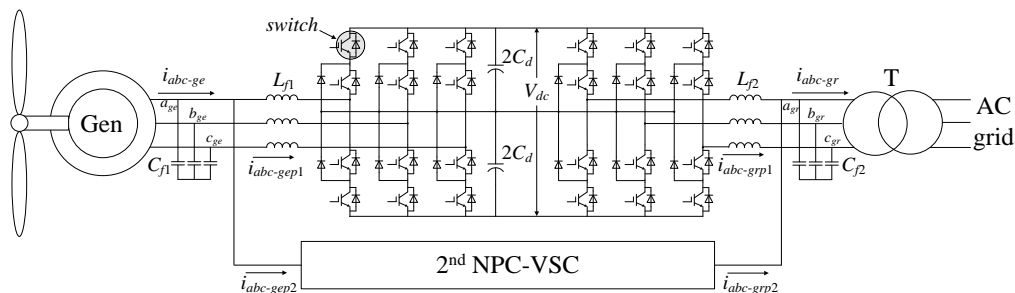 switch
i_abc-ge
L_f1
2C_d
V_dc
L_f2
i_abc-gr
T
Gen
a_ge
b_ge
c_ge
C_f1
i_abc-gep1
2C_d
i_abc-grp1
a_gr
b_gr
c_gr
C_f2
AC
grid
2nd NPC-VSC
i_abc-gep2
i_abc-grp2